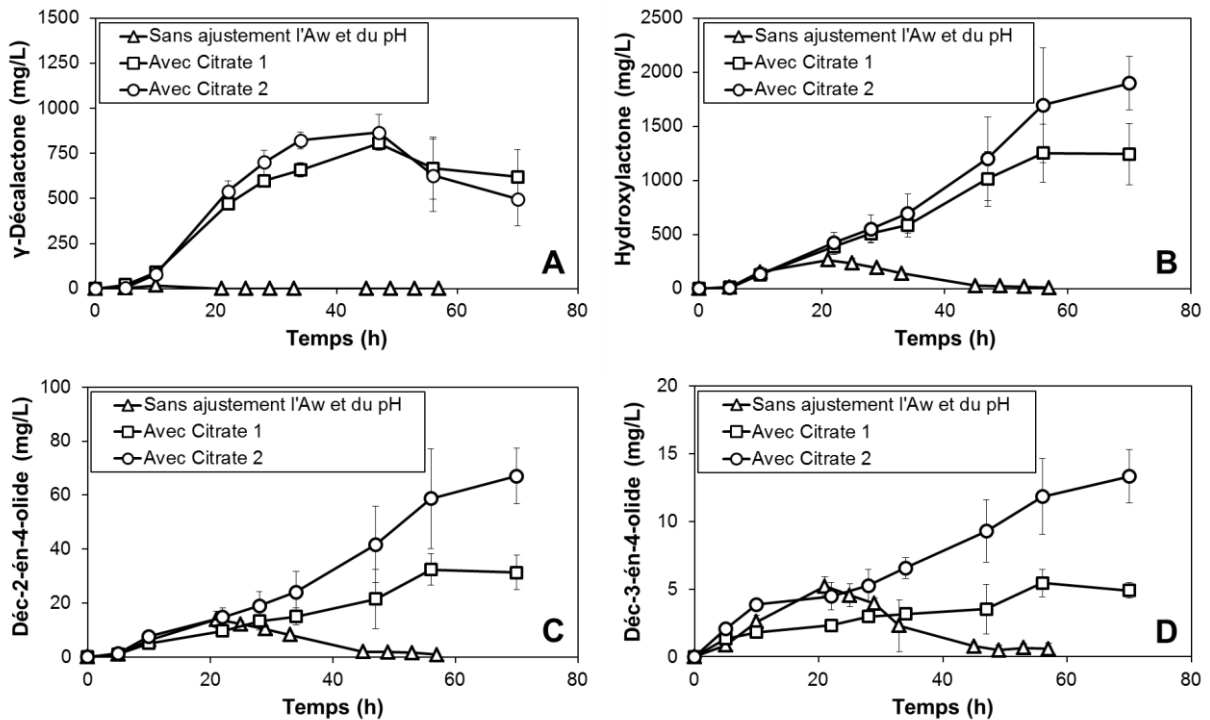 1500
1250
1000
750
500
250
0
γ-Décalactone (mg/L)
Sans ajustement l'Aw et du pH
Avec Citrate 1
Avec Citrate 2
A
0 20 40 60 80
Temps (h)
2500
2000
1500
1000
500
0
Hydroxylactone (mg/L)
Sans ajustement l'Aw et du pH
Avec Citrate 1
Avec Citrate 2
B
0 20 40 60 80
Temps (h)
100
80
60
40
20
0
Déc-2-én-4-olide (mg/L)
Sans ajustement l'Aw et du pH
Avec Citrate 1
Avec Citrate 2
C
0 20 40 60 80
Temps (h)
20
15
10
5
0
Déc-3-én-4-olide (mg/L)
Sans ajustement l'Aw et du pH
Avec Citrate 1
Avec Citrate 2
D
0 20 40 60 80
Temps (h)